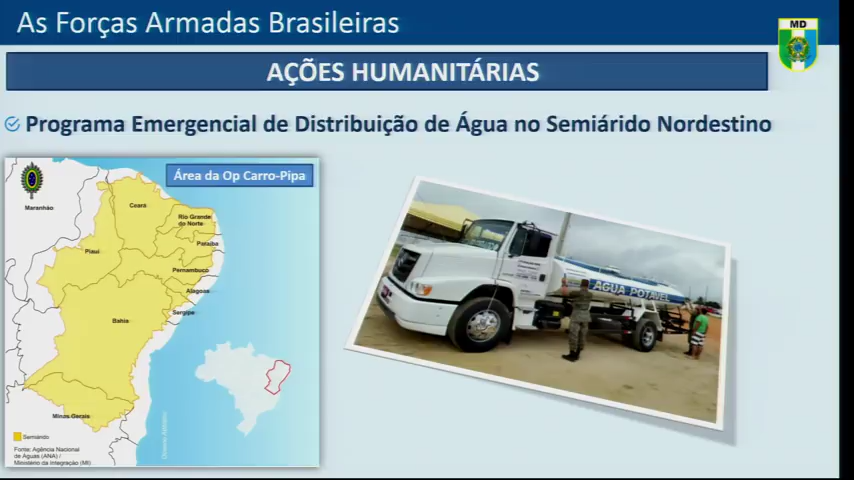 As Forças Armadas Brasileiras
MD
AÇÕES HUMANITÁRIAS
Programa Emergencial de Distribuição de Água no Semiárido Nordestino
Área da Op Carro-Pipa
Maranhão
Ceará
Rio Grande
do Norte
Paraíba
Piauí
Pernambuco
Alagoas
Sergipe
Bahia
Minas Gerais
Oceano Atlântico
Semiárido
Fonte: Agência Nacional
de Águas (ANA) /
Ministério da Integração (MI)
ÁGUA POTÁVEL